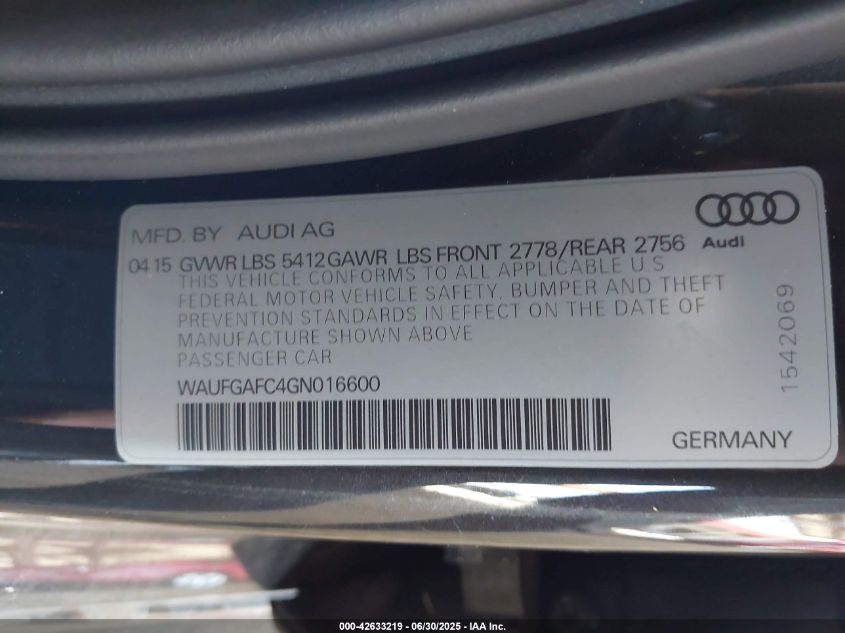 MFD. BY AUDI AG
Audi
04 15 GVWR LBS 5412 GAWR LBS FRONT 2778/REAR 2756
THIS VEHICLE CONFORMS TO ALL APPLICABLE U.S
FEDERAL MOTOR VEHICLE SAFETY, BUMPER AND THEFT
PREVENTION STANDARDS IN EFFECT ON THE DATE OF
MANUFACTURE SHOWN ABOVE
PASSENGER CAR
WAUFGAFC4GN016600
1542069
GERMANY
000-42633219 - 06/30/2025 - IAA Inc.